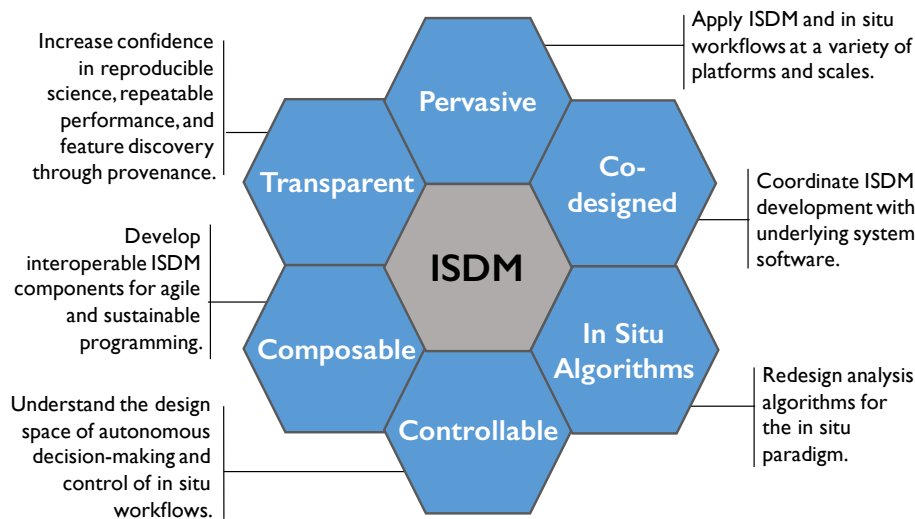 Increase confidence
in reproducible
science, repeatable
performance, and
feature discovery
through provenance.
Pervasive
Apply ISDM and in situ
workflows at a variety of
platforms and scales.
Transparent
Co-
designed
Coordinate ISDM
development with
underlying system
software.
ISDM
Develop
interoperable ISDM
components for agile
and sustainable
programming.
Composable
In Situ
Algorithms
Redesign analysis
algorithms for
the in situ
paradigm.
Understand the design
space of autonomous
decision-making and
control of in situ
workflows.
Controllable